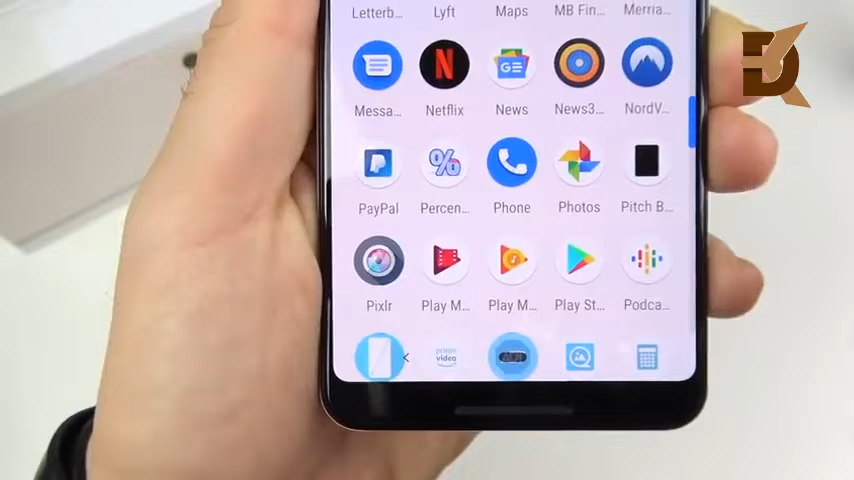 Letterb... Lyft Maps MB Fin... Merria...
GE
Messa... Netflix News News3... NordV...
PayPal Percen... Phone Photos Pitch B...
Pixlr Play M... Play M... Play St... Podca...
prime video